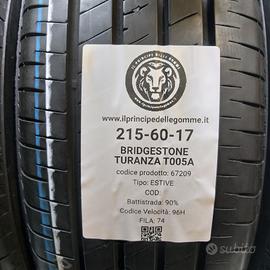 IL PRINCIPE DELLE GOMME
www.ilprincipedellegomme.it
215-60-17
BRIDGESTONE
TURANZA T005A
codice prodotto: 67209
Tipo: ESTIVE
COD:
Battistrada: 90%
Codice Velocità: 96H
FILA: 74
subito